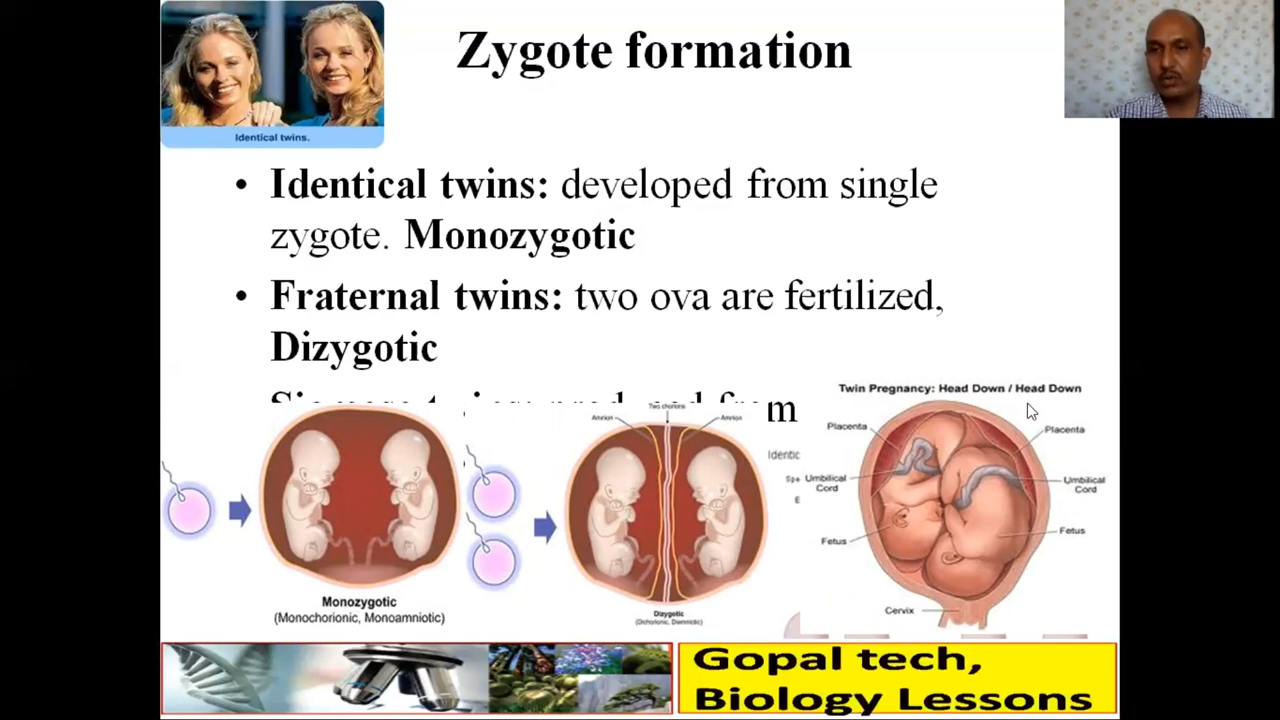 Zygote formation
Identical twins.
• Identical twins: developed from single
zygote. Monozygotic
• Fraternal twins: two ova are fertilized,
Dizygotic
Twin Pregnancy: Head Down / Head Down
Two chorions
Amnion
Amnion
Placenta
Placenta
Umbilical
Cord
Umbilical
Cord
Fetus
Fetus
Cervix
Monozygotic
(Monochorionic, Monoamniotic)
Dizygotic
(Dichorionic, Diamniotic)
Gopal tech,
Biology Lessons